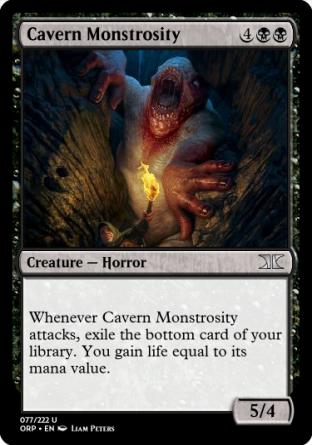 Cavern Monstrosity 4
Creature — Horror
Whenever Cavern Monstrosity
attacks, exile the bottom card of your
library. You gain life equal to its
mana value.
5/4
077/222 U
ORP • EN Liam Peters